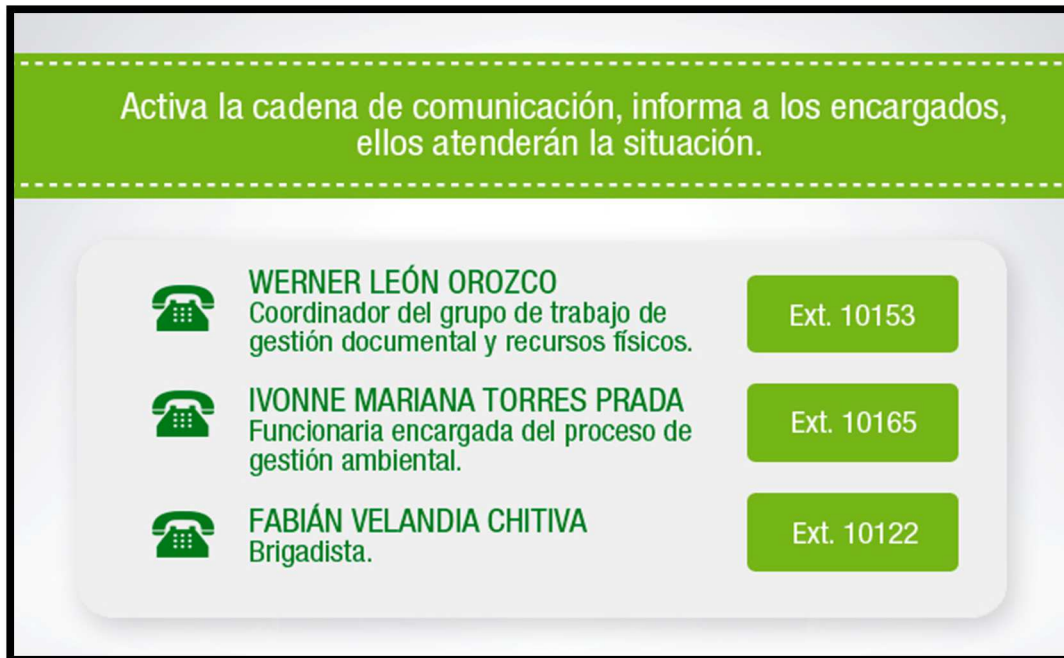 Activa la cadena de comunicación, informa a los encargados,
ellos atenderán la situación.
WERNER LEÓN OROZCO
Coordinador del grupo de trabajo de
gestión documental y recursos físicos.
Ext. 10153
IVONNE MARIANA TORRES PRADA
Funcionaria encargada del proceso de
gestión ambiental.
Ext. 10165
FABIÁN VELANDIA CHITIVA
Brigadista.
Ext. 10122